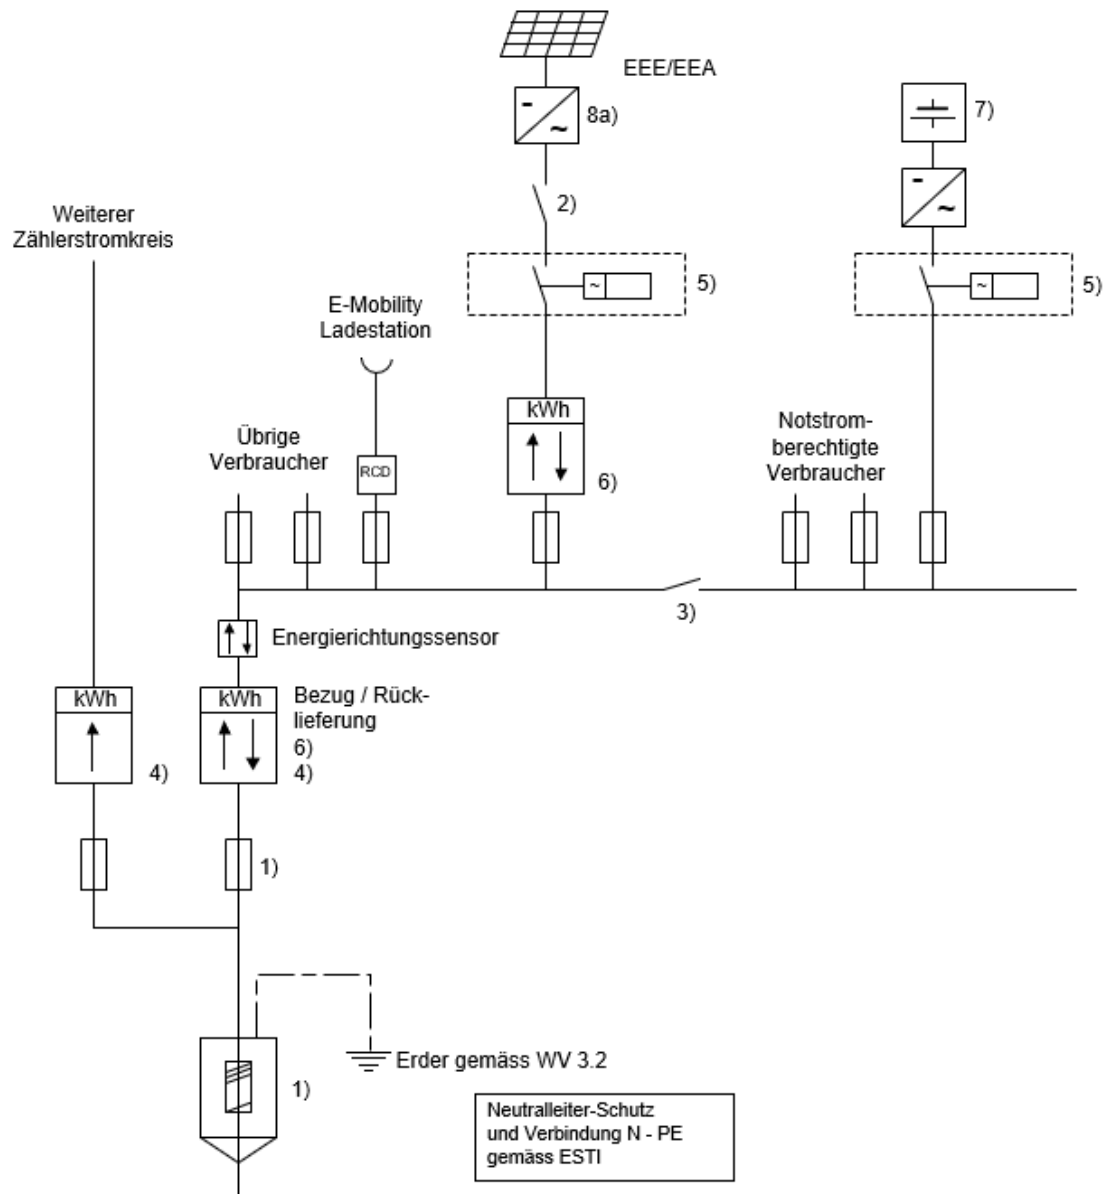 EEE/EEA
-
~
8a)
7)
-
~
2)
Weiterer
Zählerstromkreis
~
5)
~
5)
E-Mobility
Ladestation
kWh
Übrige
Verbraucher
Notstrom-
berechtigte
Verbraucher
RCD
6)
3)
Energierichtungssensor
kWh
kWh
Bezug / Rück-
lieferung
6)
4)
4)
1)
Erder gemäss WV 3.2
1)
Neutralleiter-Schutz
und Verbindung N - PE
gemäss ESTI